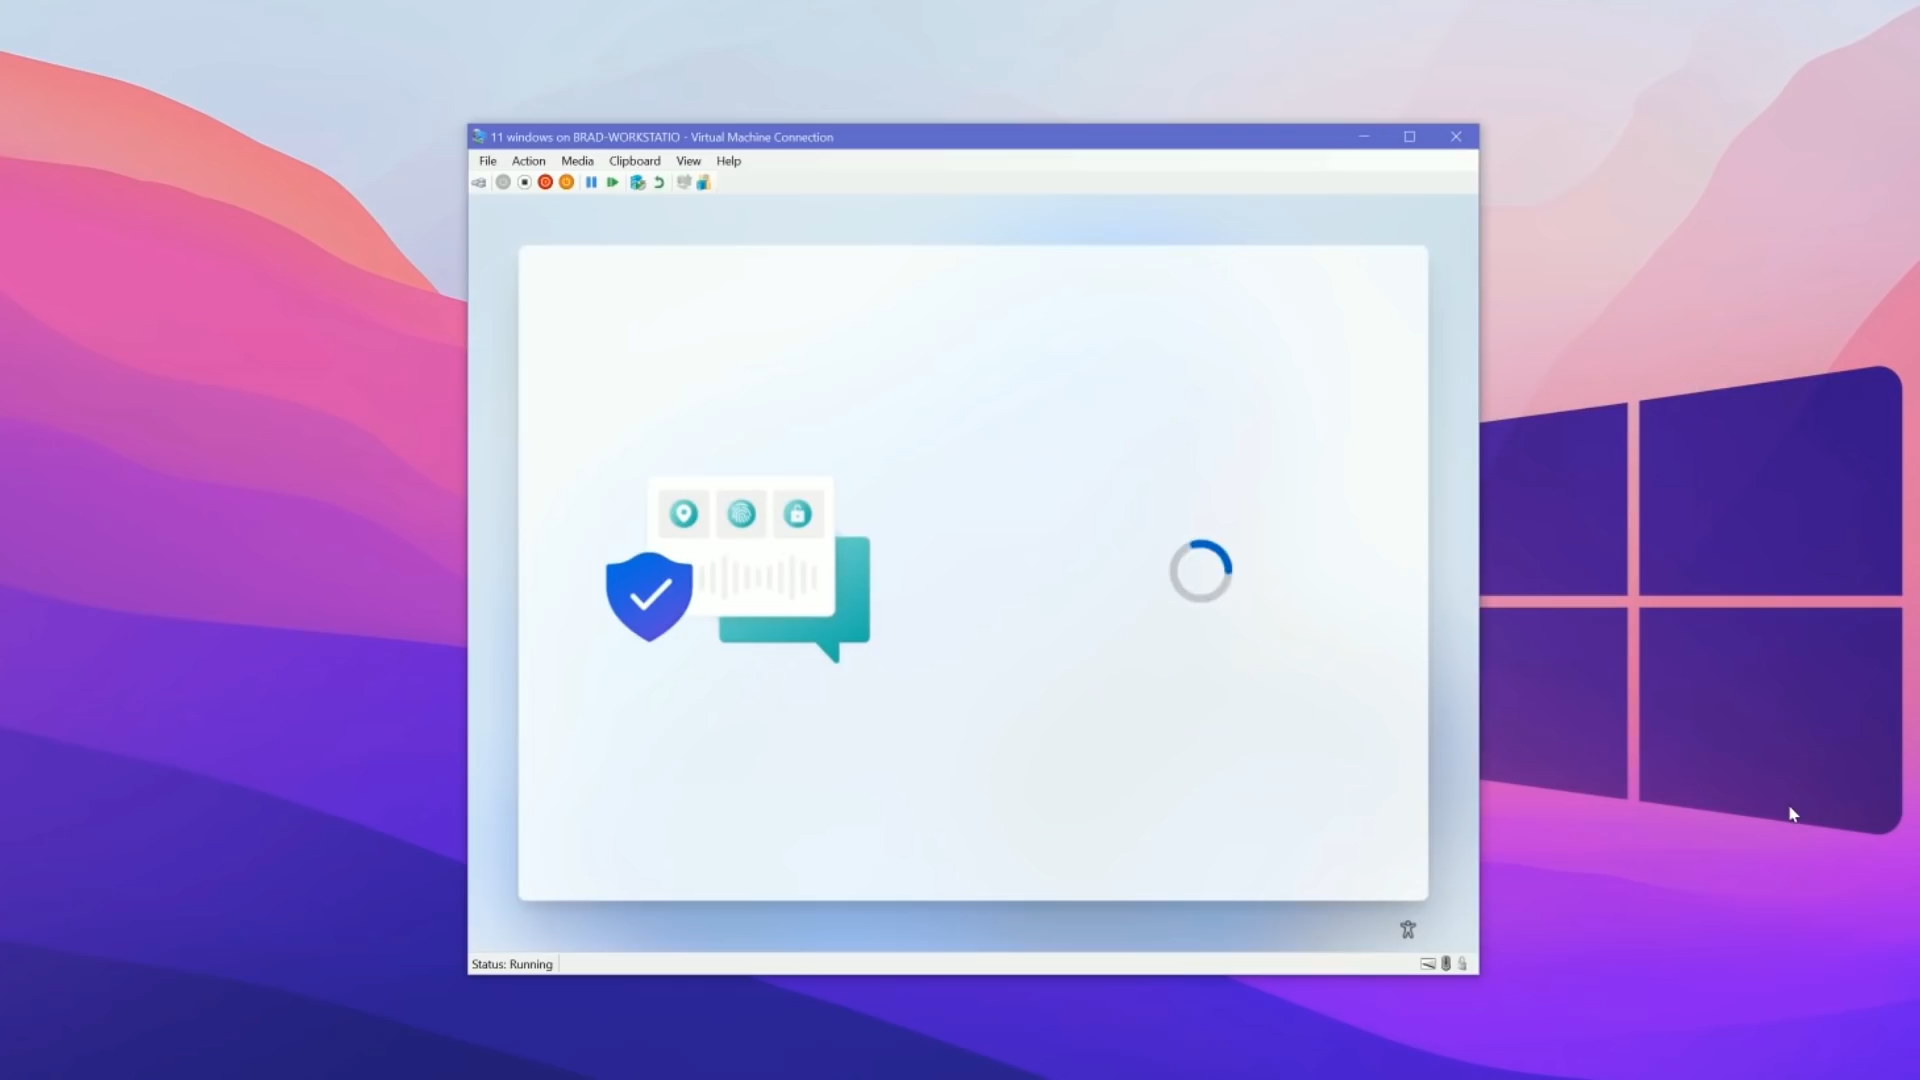 11 windows on BRAD-WORKSTATIO - Virtual Machine Connection
File Action Media Clipboard View Help
Status: Running